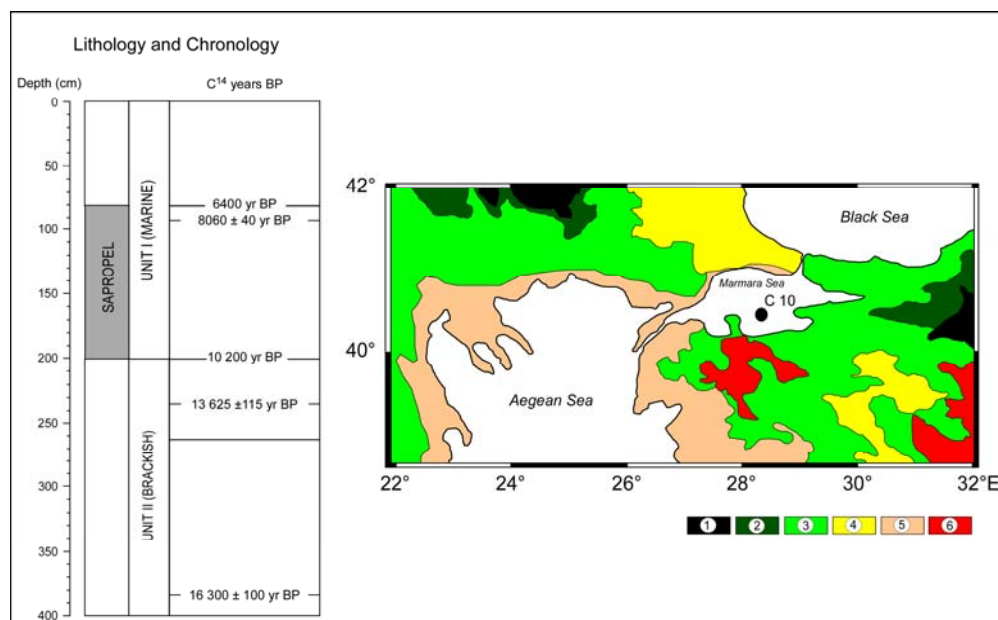 Lithology and Chronology
Depth (cm)
C¹⁴ years BP
0
50
100
150
200
250
300
350
400
SAPROPEL
UNIT I (MARINE)
UNIT II (BRACKISH)
6400 yr BP
8060 ± 40 yr BP
10 200 yr BP
13 625 ±115 yr BP
16 300 ± 100 yr BP
42°
40°
Black Sea
Marmara Sea
C 10
Aegean Sea
22° 24° 26° 28° 30° 32°E
1 2 3 4 5 6